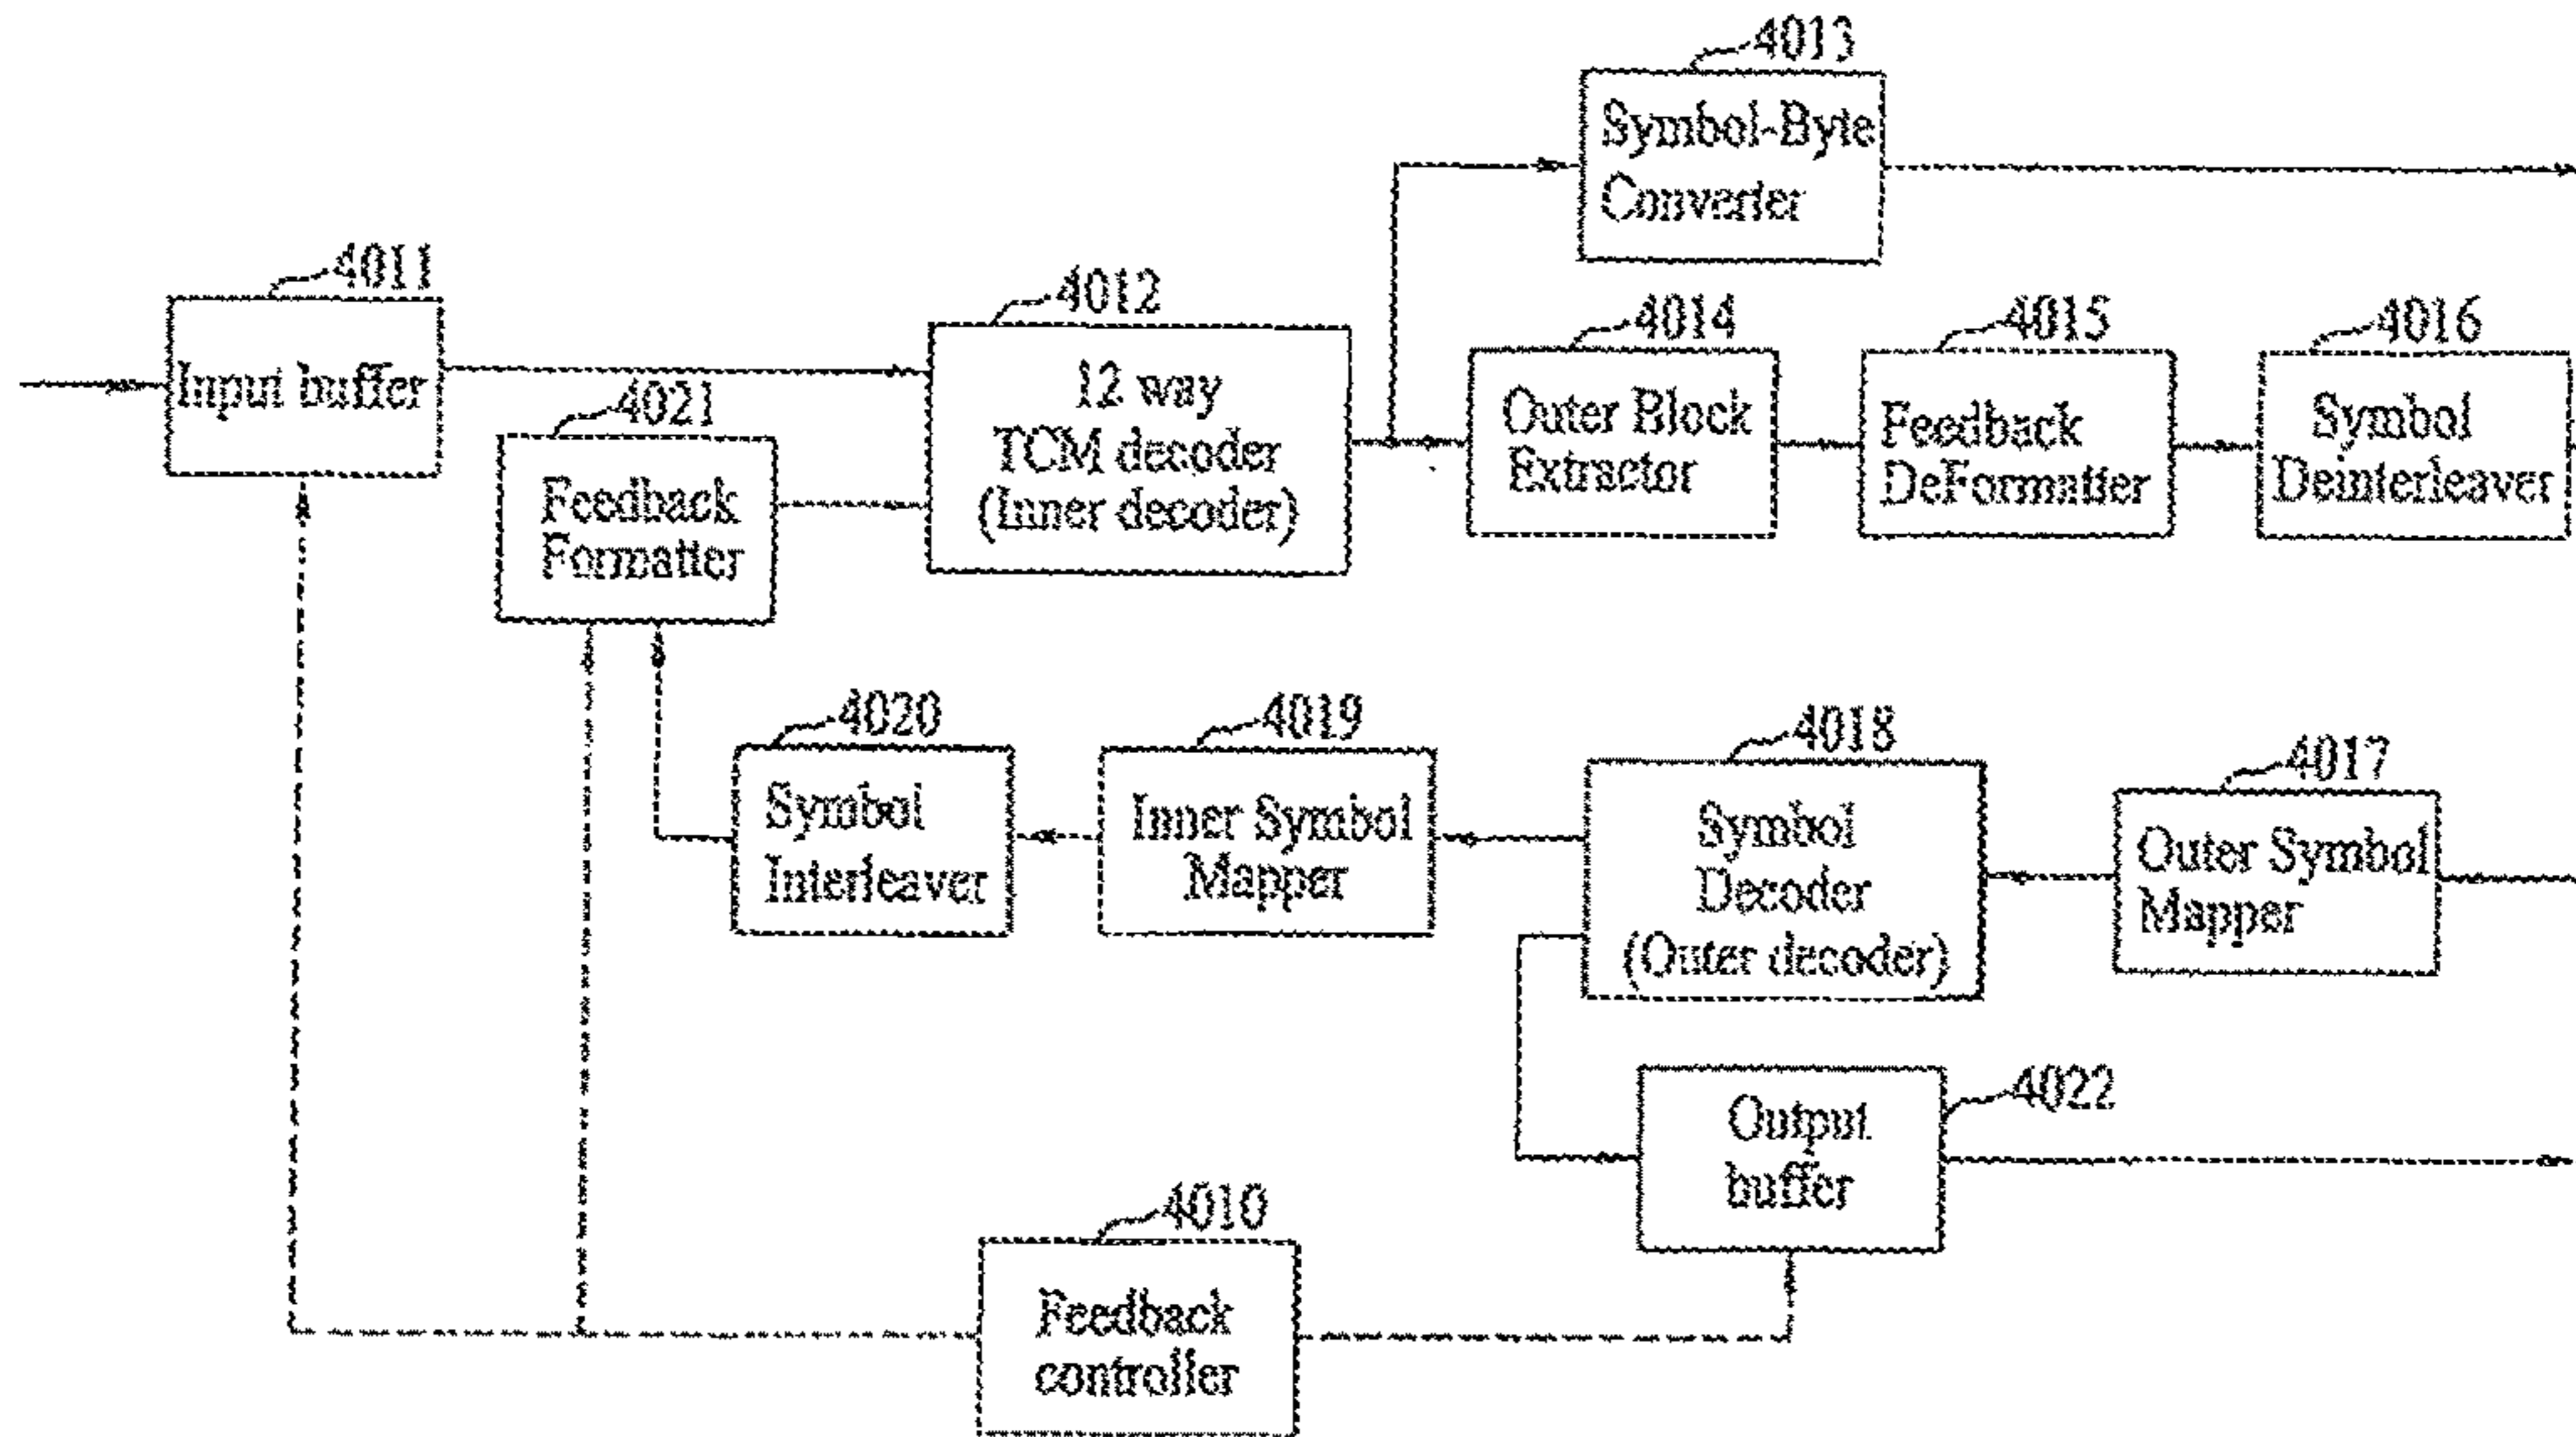 4013
Symbol-Byte
Converter
4011
Input buffer
4012
12 way
TCM decoder
(Inner decoder)
4014
Outer Block
Extractor
4015
Feedback
DeFormatter
4016
Symbol
Deinterleaver
4021
Feedback
Formatter
4020
Symbol
Interleaver
4019
Inner Symbol
Mapper
4018
Symbol
Decoder
(Outer decoder)
4017
Outer Symbol
Mapper
4022
Output
buffer
4010
Feedback
controller